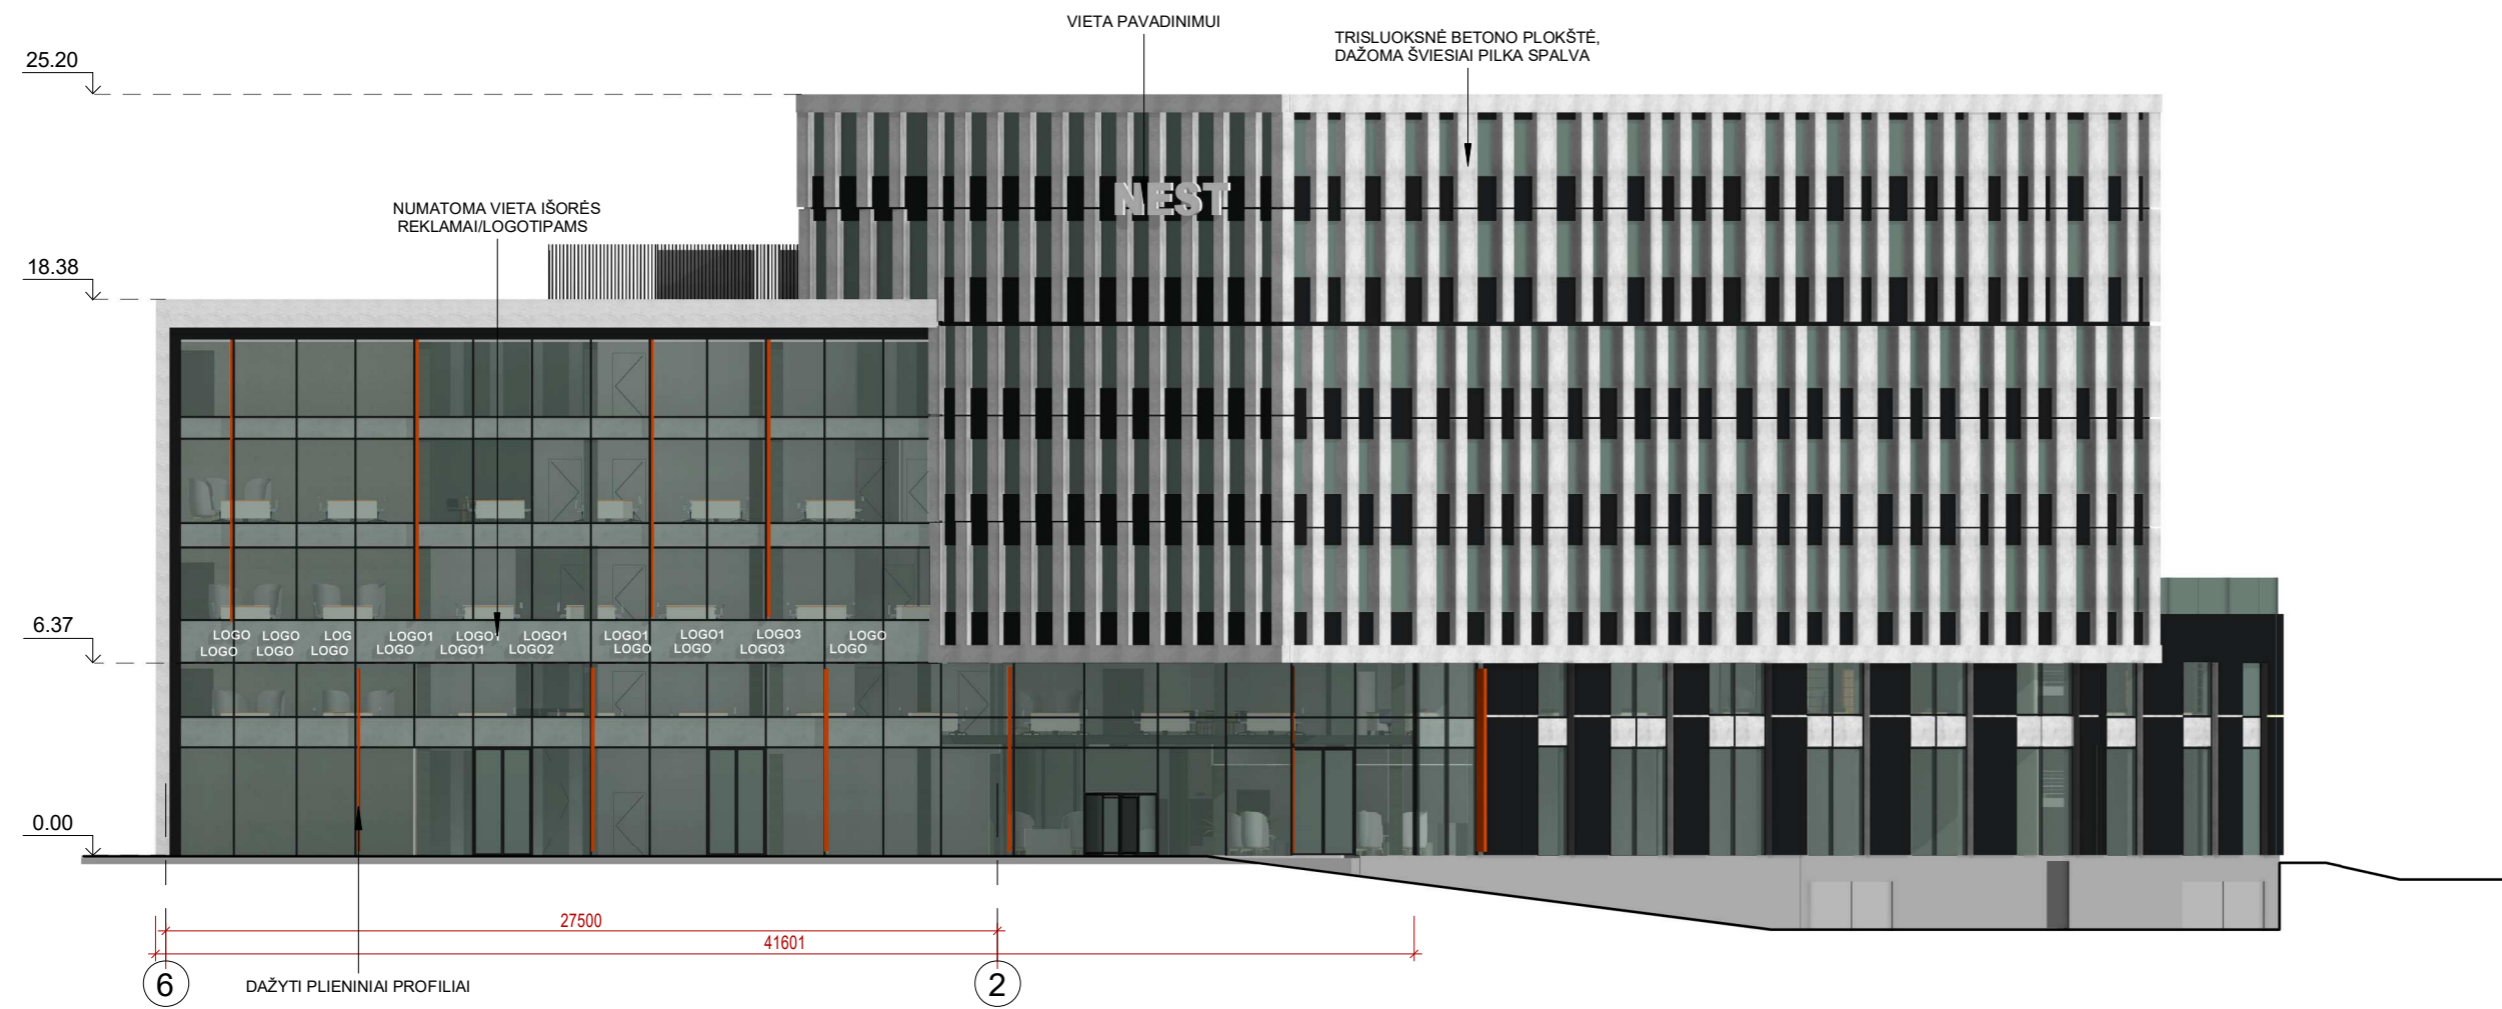 VIETA PAVADINIMUI
TRISLUOKSNĖ BETONO PLOKŠTĖ,
DAŽOMA ŠVIESIAI PILKA SPALVA
25.20
NEST
NUMATOMA VIETA IŠORĖS
REKLAMAI/LOGOTIPAMS
18.38
6.37
LOGO LOGO LOG LOGO1 LOGO1 LOGO1 LOGO1 LOGO1 LOGO3 LOGO
LOGO LOGO LOGO LOGO LOGO1 LOGO2 LOGO LOGO LOGO3 LOGO
0.00
27500
41601
6
2
DAŽYTI PLIENINIAI PROFILIAI